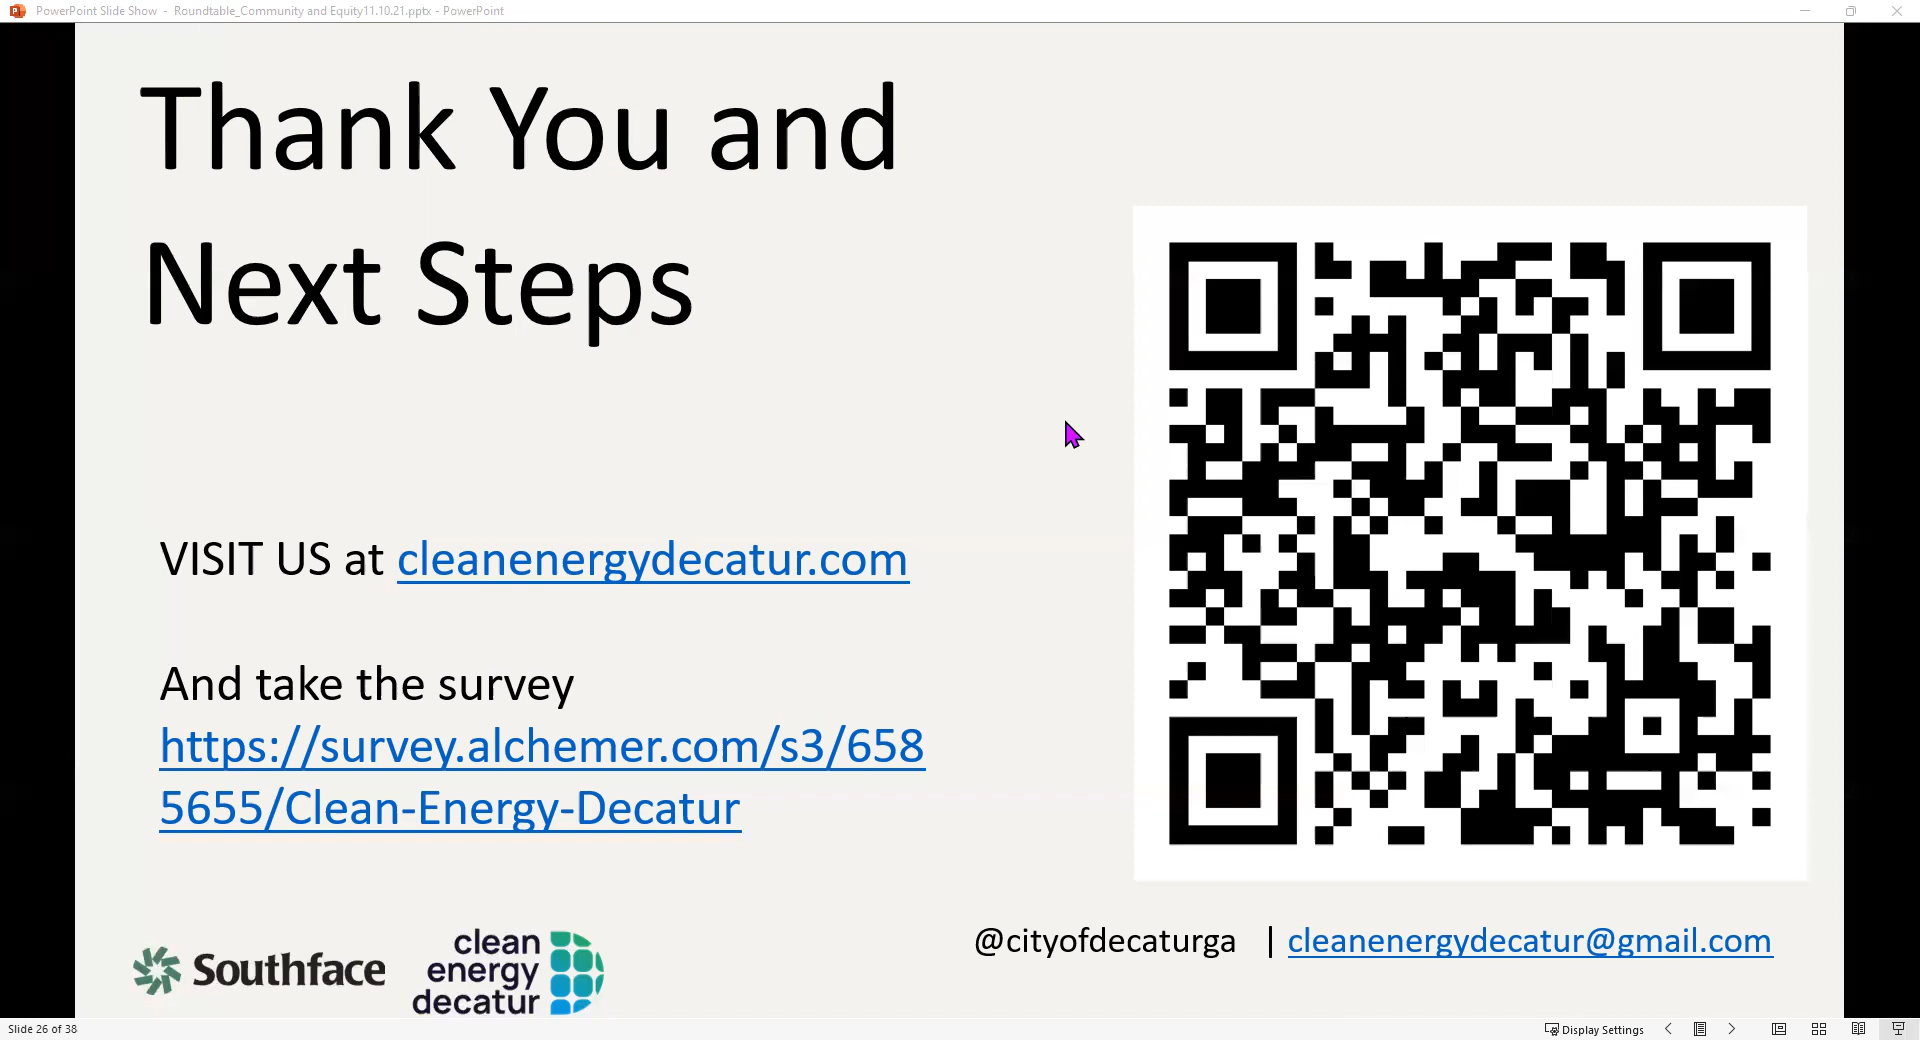 PowerPoint Slide Show - Roundtable_Community and Equity11.10.21.pptx - PowerPoint
Thank You and
Next Steps
VISIT US at cleanenergydecatur.com
And take the survey
https://survey.alchemer.com/s3/658
5655/Clean-Energy-Decatur
Southface
clean
energy
decatur
@cityofdecaturga | cleanenergydecatur@gmail.com
Slide 26 of 38
Display Settings